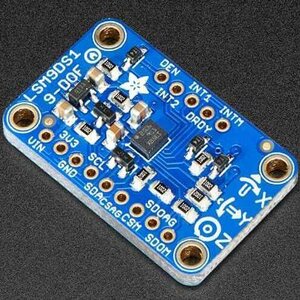 LSM9DS1
9-DOF
DEN
INT1
INTM
INT2
DRDY
VIN
3V3
GND
SCL
SDA
CSAG
CSM
SDOAG
SDOM
X
Y
Z